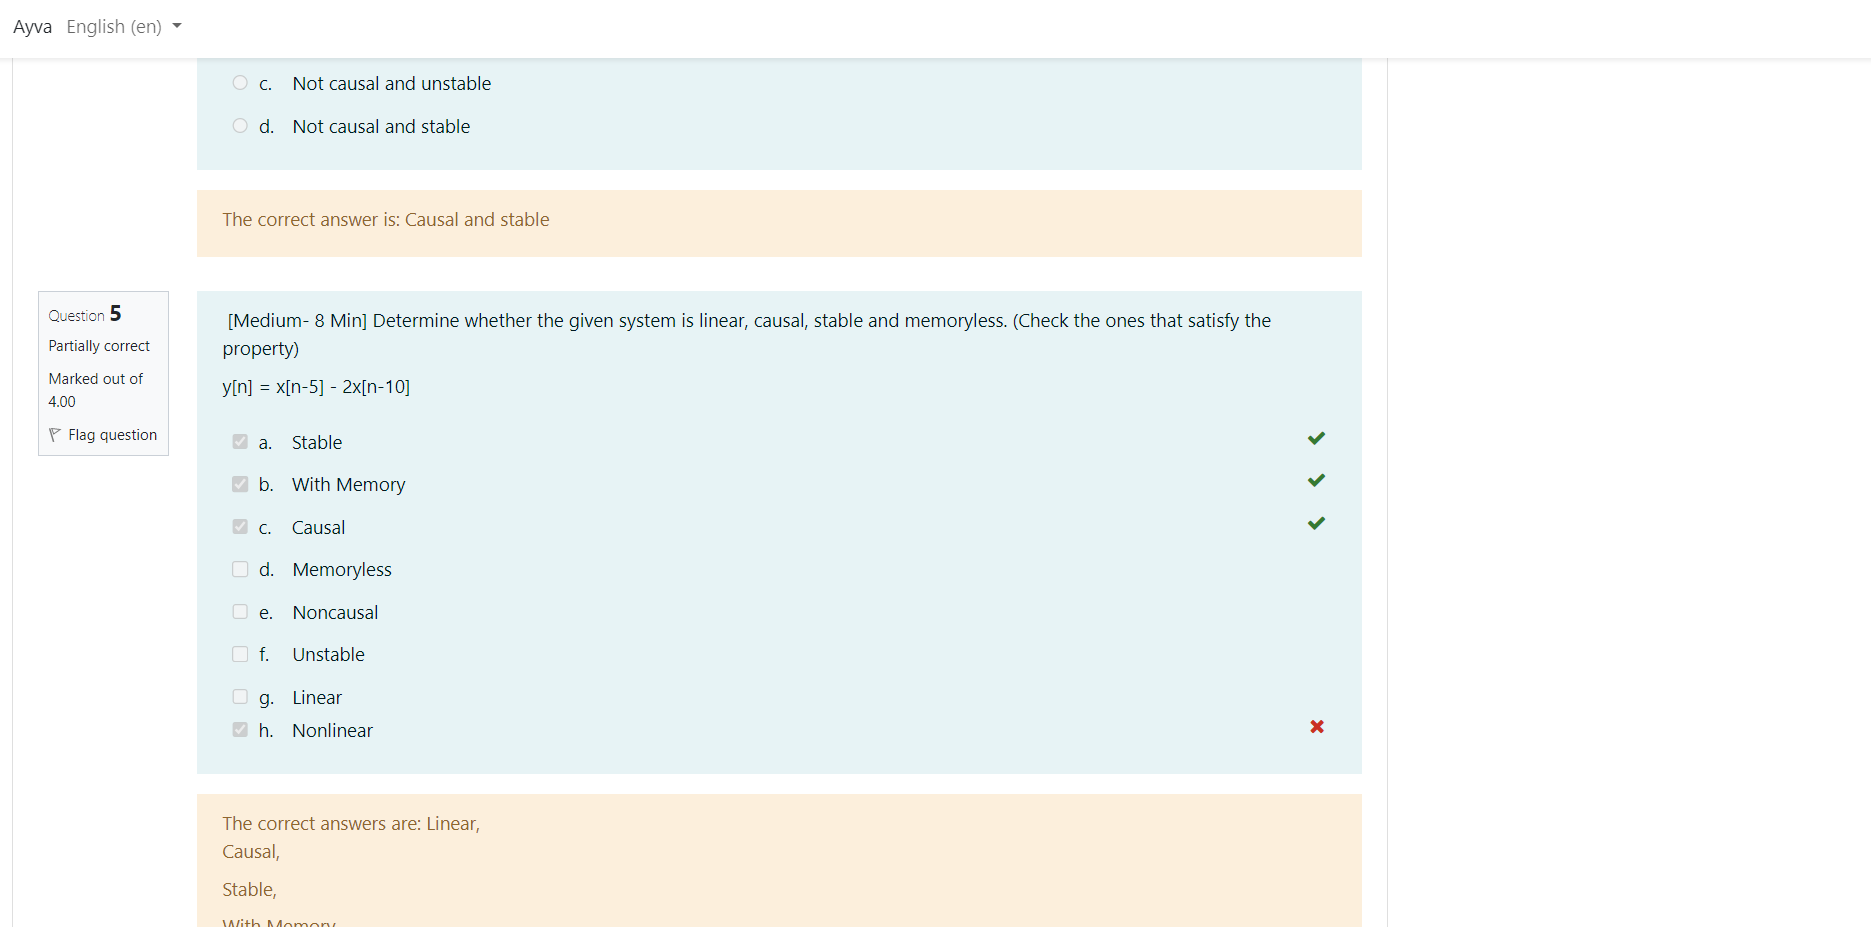 Ayva English (en)
c. Not causal and unstable
d. Not causal and stable
The correct answer is: Causal and stable
Question 5
Partially correct
Marked out of
4.00
Flag question
[Medium- 8 Min] Determine whether the given system is linear, causal, stable and memoryless. (Check the ones that satisfy the
property)
y[n] = x[n-5] - 2x[n-10]
a. Stable
b. With Memory
c. Causal
d. Memoryless
e. Noncausal
f. Unstable
g. Linear
h. Nonlinear
The correct answers are: Linear,
Causal,
Stable,
With Memory